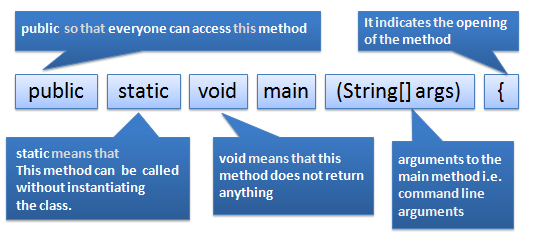 public so that everyone can access this method
It indicates the opening
of the method
public static void main (String[] args) {
static means that
This method can be called
without instantiating
the class.
void means that this
method does not return
anything
arguments to the
main method i.e.
command line
arguments